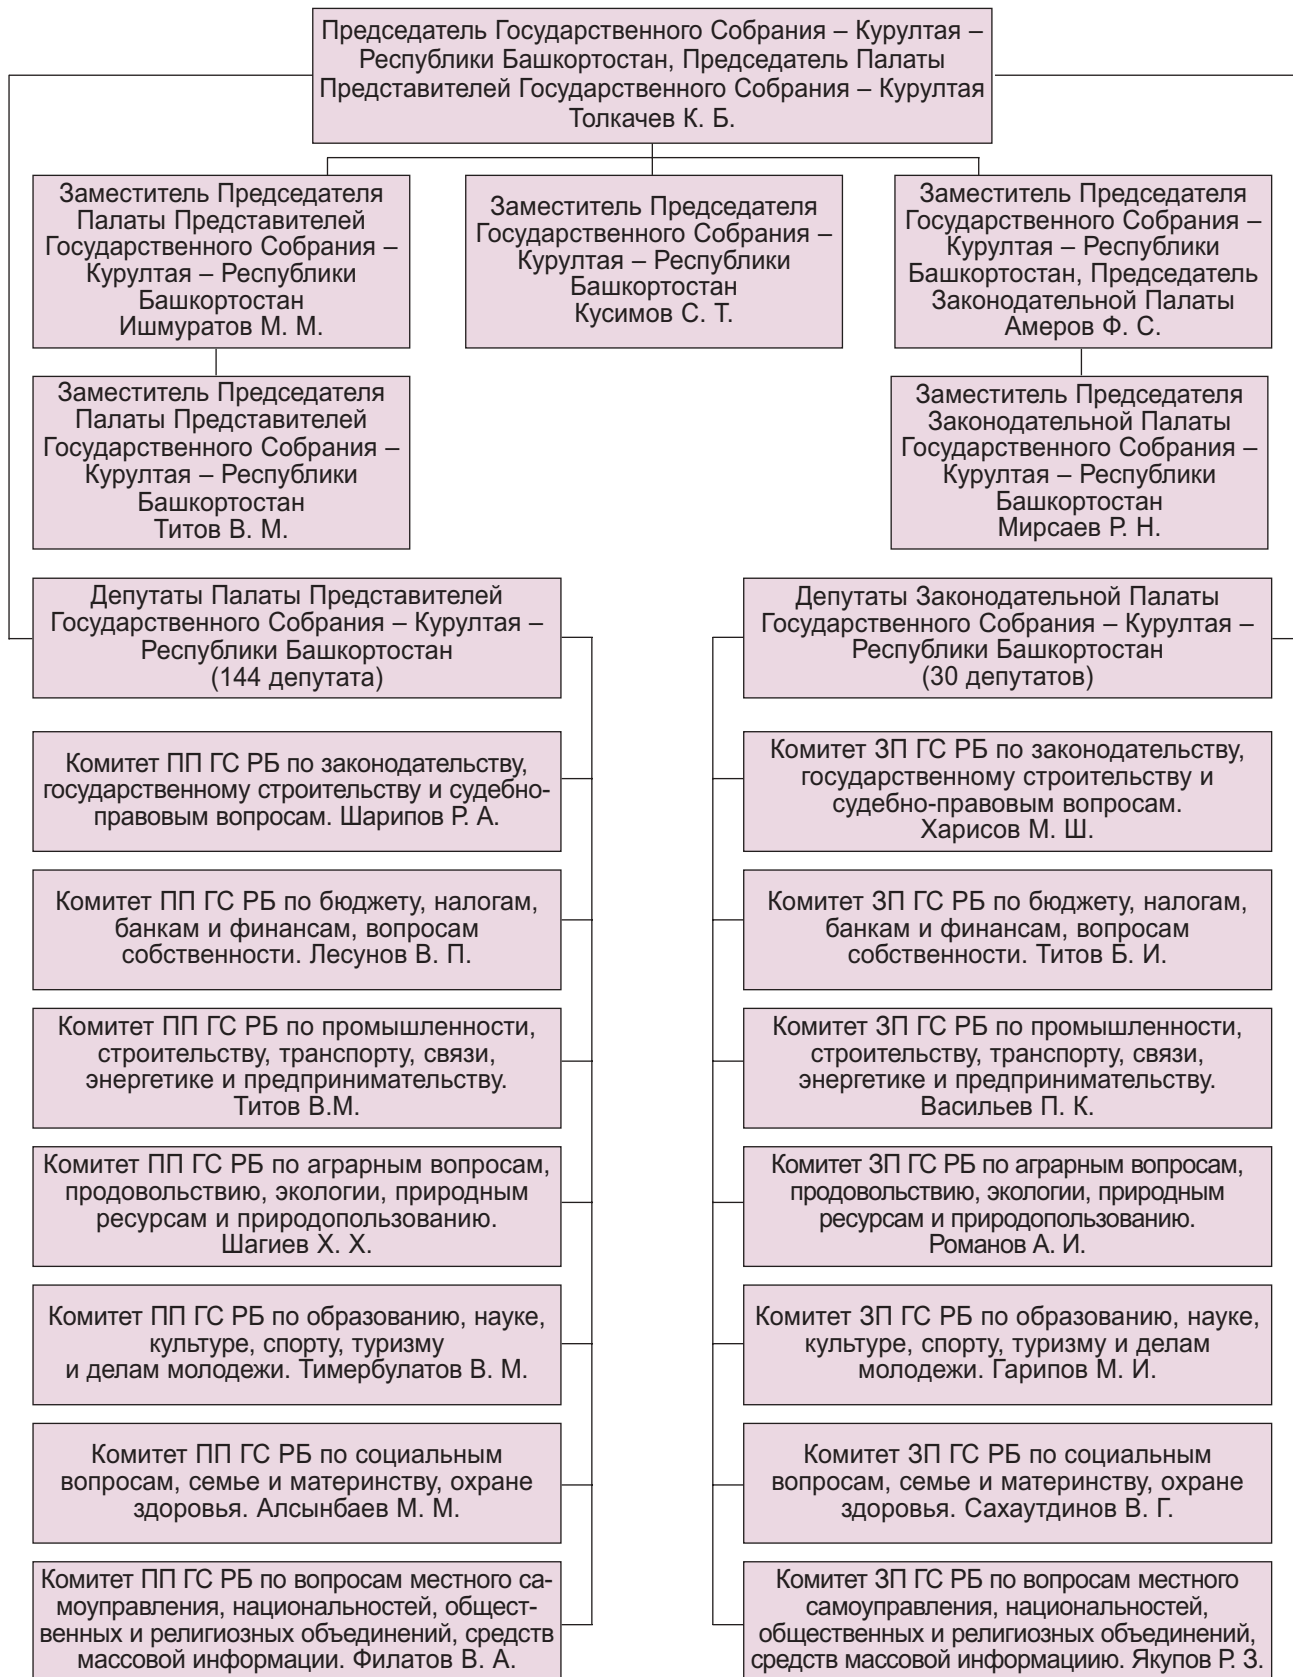 Председатель Государственного Собрания – Курултая –
Республики Башкортостан, Председатель Палаты
Представителей Государственного Собрания – Курултая
Толкачев К. Б.
Заместитель Председателя
Палаты Представителей
Государственного Собрания –
Курултая – Республики
Башкортостан
Ишмуратов М. М.
Заместитель Председателя
Государственного Собрания –
Курултая – Республики
Башкортостан
Кусимов С. Т.
Заместитель Председателя
Государственного Собрания –
Курултая – Республики
Башкортостан, Председатель
Законодательной Палаты
Амеров Ф. С.
Заместитель Председателя
Палаты Представителей
Государственного Собрания –
Курултая – Республики
Башкортостан
Титов В. М.
Заместитель Председателя
Законодательной Палаты
Государственного Собрания –
Курултая – Республики
Башкортостан
Мирсаев Р. Н.
Депутаты Палаты Представителей
Государственного Собрания – Курултая –
Республики Башкортостан
(144 депутата)
Комитет ПП ГС РБ по законодательству,
государственному строительству и судебно-
правовым вопросам. Шарипов Р. А.
Комитет ПП ГС РБ по бюджету, налогам,
банкам и финансам, вопросам
собственности. Лесунов В. П.
Комитет ПП ГС РБ по промышленности,
строительству, транспорту, связи,
энергетике и предпринимательству.
Титов В.М.
Комитет ПП ГС РБ по аграрным вопросам,
продовольствию, экологии, природным
ресурсам и природопользованию.
Шагиев Х. Х.
Комитет ПП ГС РБ по образованию, науке,
культуре, спорту, туризму
и делам молодежи. Тимербулатов В. М.
Комитет ПП ГС РБ по социальным
вопросам, семье и материнству, охране
здоровья. Алсынбаев М. М.
Комитет ПП ГС РБ по вопросам местного са-
моуправления, национальностей, общест-
венных и религиозных объединений, средств
массовой информации. Филатов В. А.
Депутаты Законодательной Палаты
Государственного Собрания – Курултая –
Республики Башкортостан
(30 депутатов)
Комитет ЗП ГС РБ по законодательству,
государственному строительству и
судебно-правовым вопросам.
Харисов М. Ш.
Комитет ЗП ГС РБ по бюджету, налогам,
банкам и финансам, вопросам
собственности. Титов Б. И.
Комитет ЗП ГС РБ по промышленности,
строительству, транспорту, связи,
энергетике и предпринимательству.
Васильев П. К.
Комитет ЗП ГС РБ по аграрным вопросам,
продовольствию, экологии, природным
ресурсам и природопользованию.
Романов А. И.
Комитет ЗП ГС РБ по образованию, науке,
культуре, спорту, туризму и делам
молодежи. Гарипов М. И.
Комитет ЗП ГС РБ по социальным
вопросам, семье и материнству, охране
здоровья. Сахаутдинов В. Г.
Комитет ЗП ГС РБ по вопросам местного
самоуправления, национальностей,
общественных и религиозных объединений,
средств массовой информациию. Якупов Р. З.